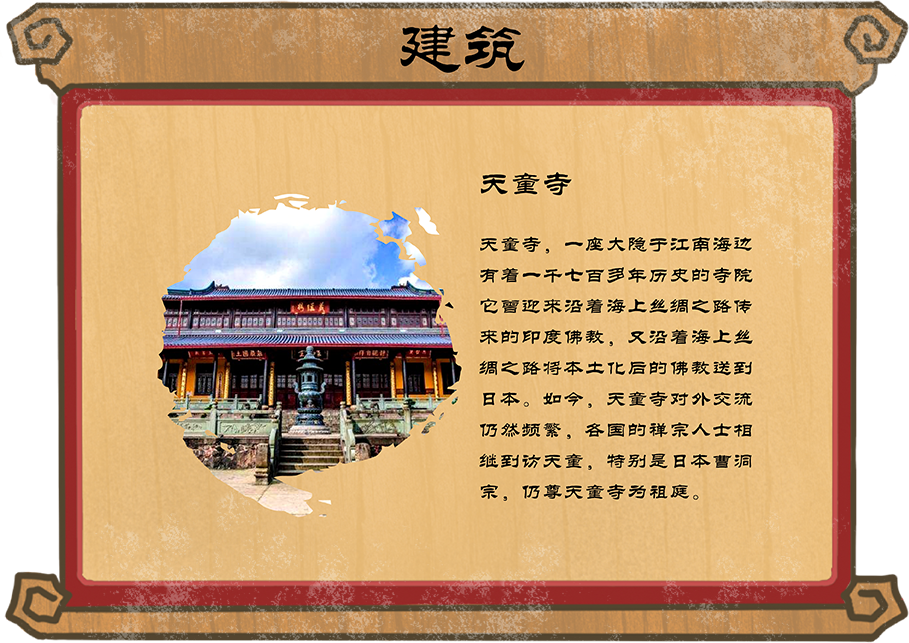 建筑
天童寺
天童寺，一座大隐于江南海边
有着一千七百多年历史的寺院
它曾迎来沿着海上丝绸之路传
来的印度佛教，又沿着海上丝
绸之路将本土化后的佛教送到
日本。如今，天童寺对外交流
仍然频繁，各国的禅宗人士相
继到访天童，特别是日本曹洞
宗，仍尊天童寺为祖庭。